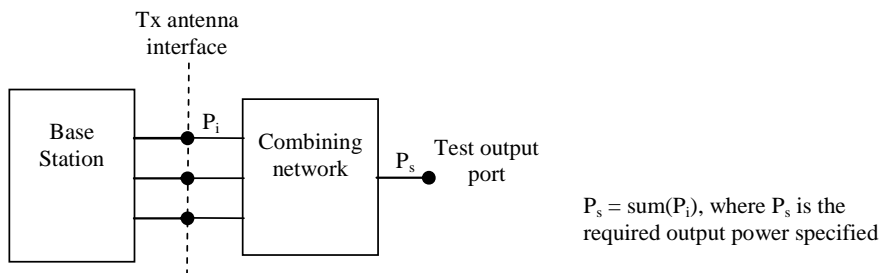 Tx antenna
interface
Base
Station
Pi
Combining
network
Ps
Test output
port
Ps = sum(Pi), where Ps is the
required output power specified